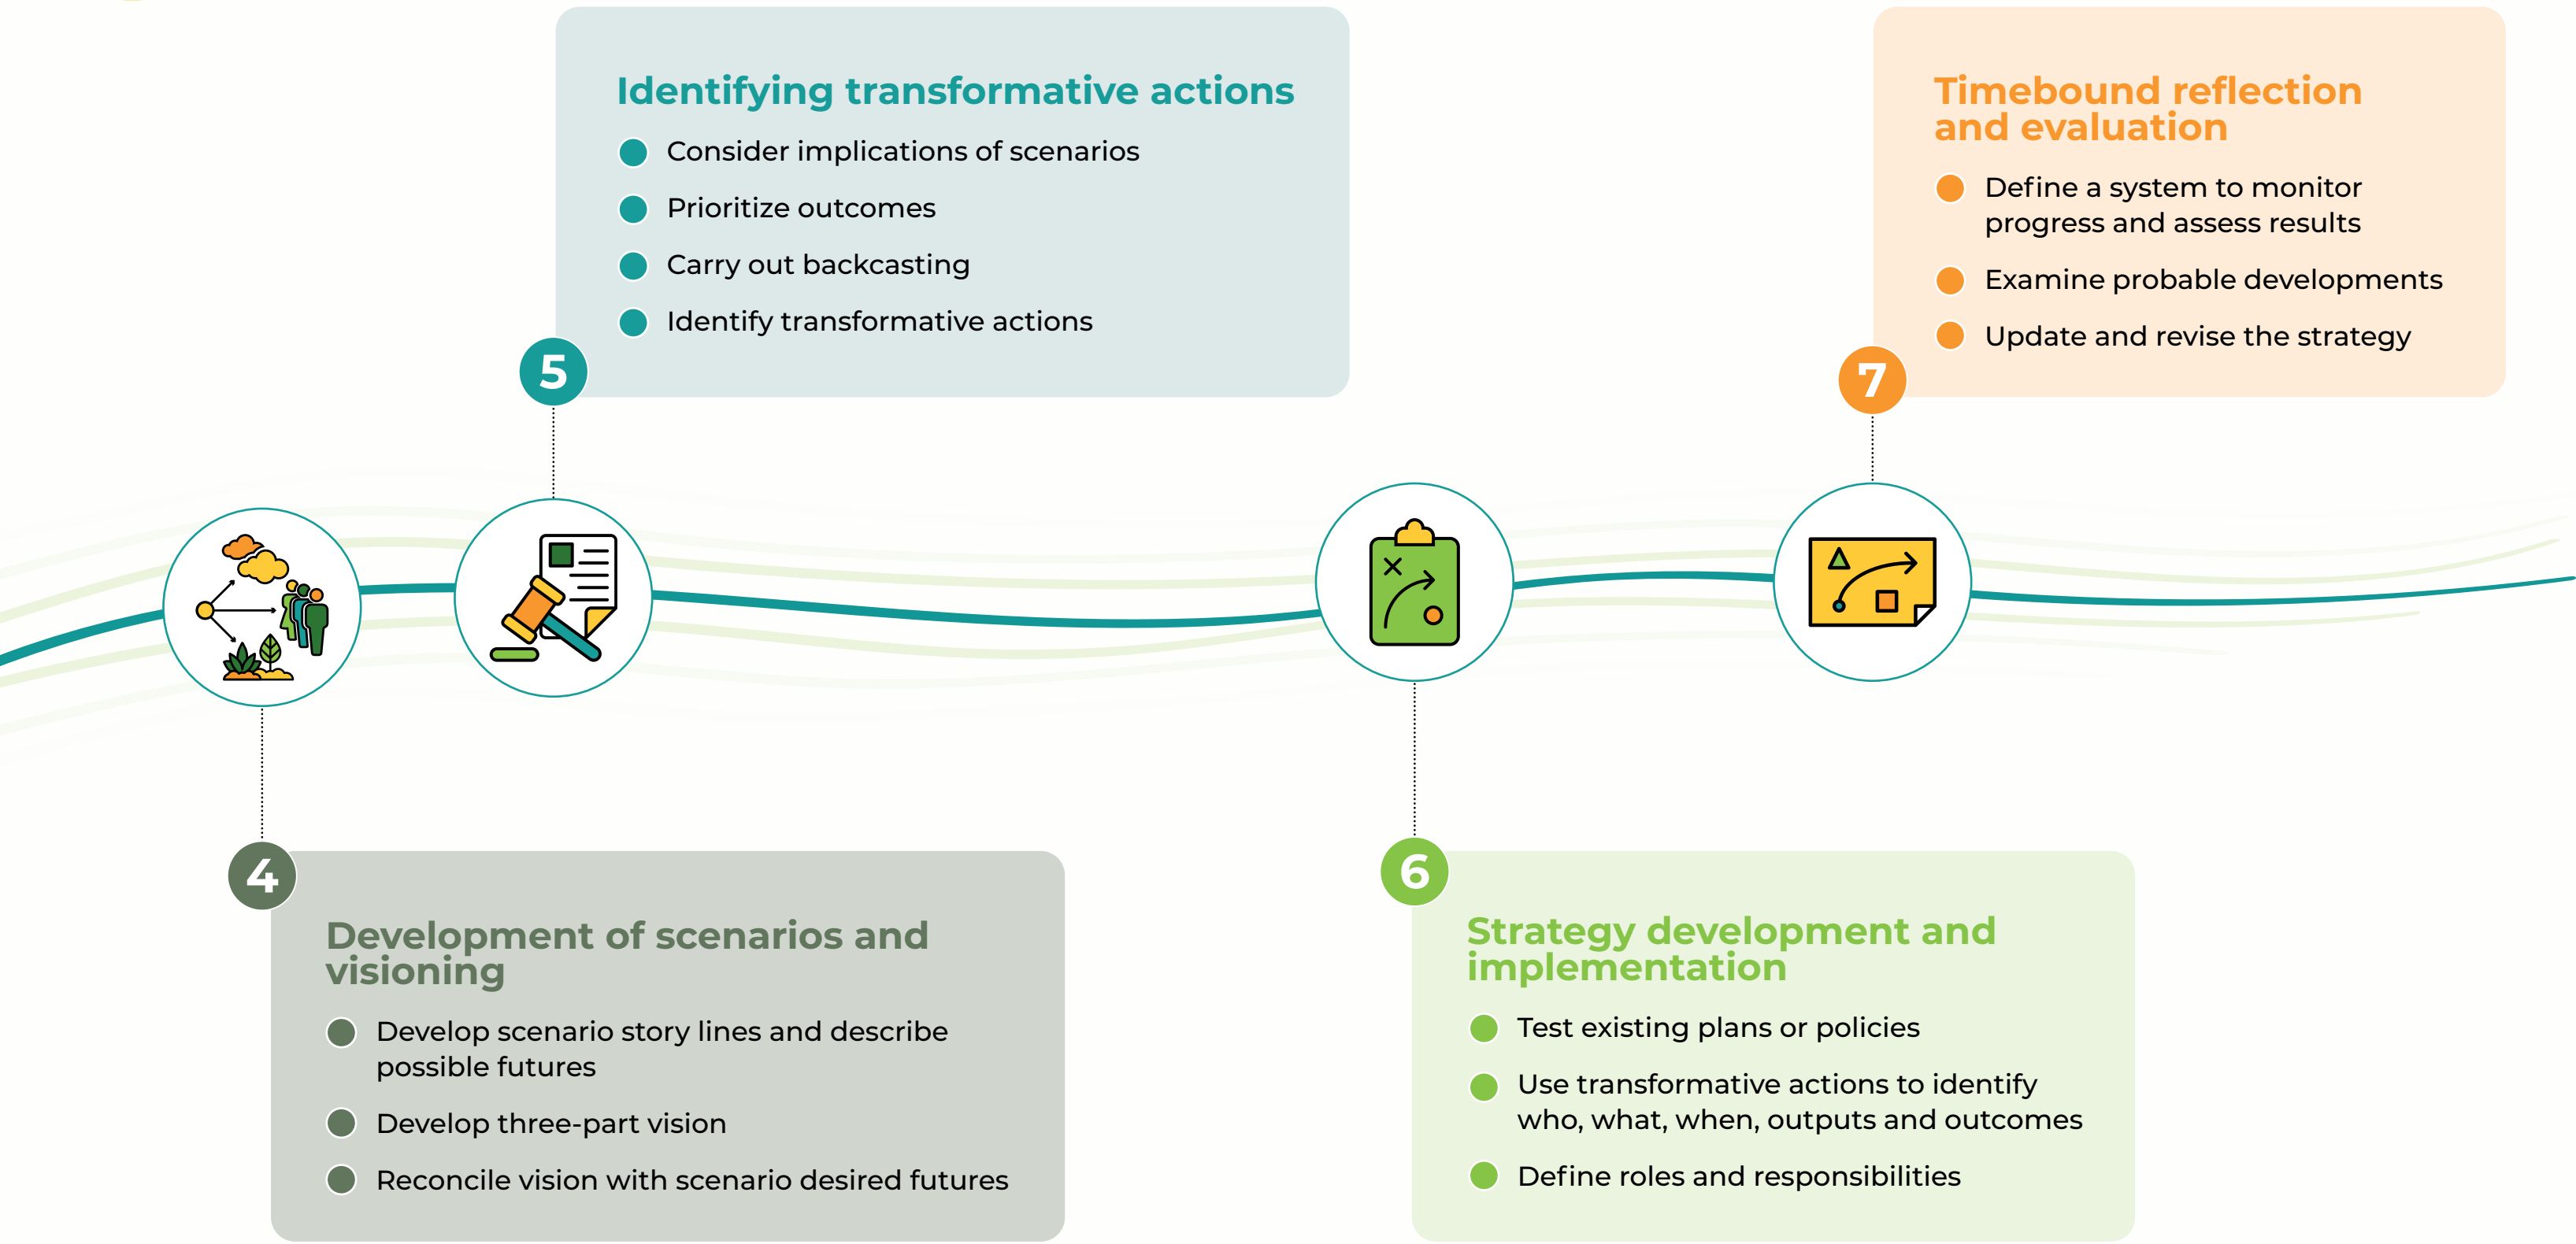 5
Identifying transformative actions
Consider implications of scenarios
Prioritize outcomes
Carry out backcasting
Identify transformative actions
7
Timebound reflection
and evaluation
Define a system to monitor
progress and assess results
Examine probable developments
Update and revise the strategy
4
Development of scenarios and
visioning
Develop scenario story lines and describe
possible futures
Develop three-part vision
Reconcile vision with scenario desired futures
6
Strategy development and
implementation
Test existing plans or policies
Use transformative actions to identify
who, what, when, outputs and outcomes
Define roles and responsibilities